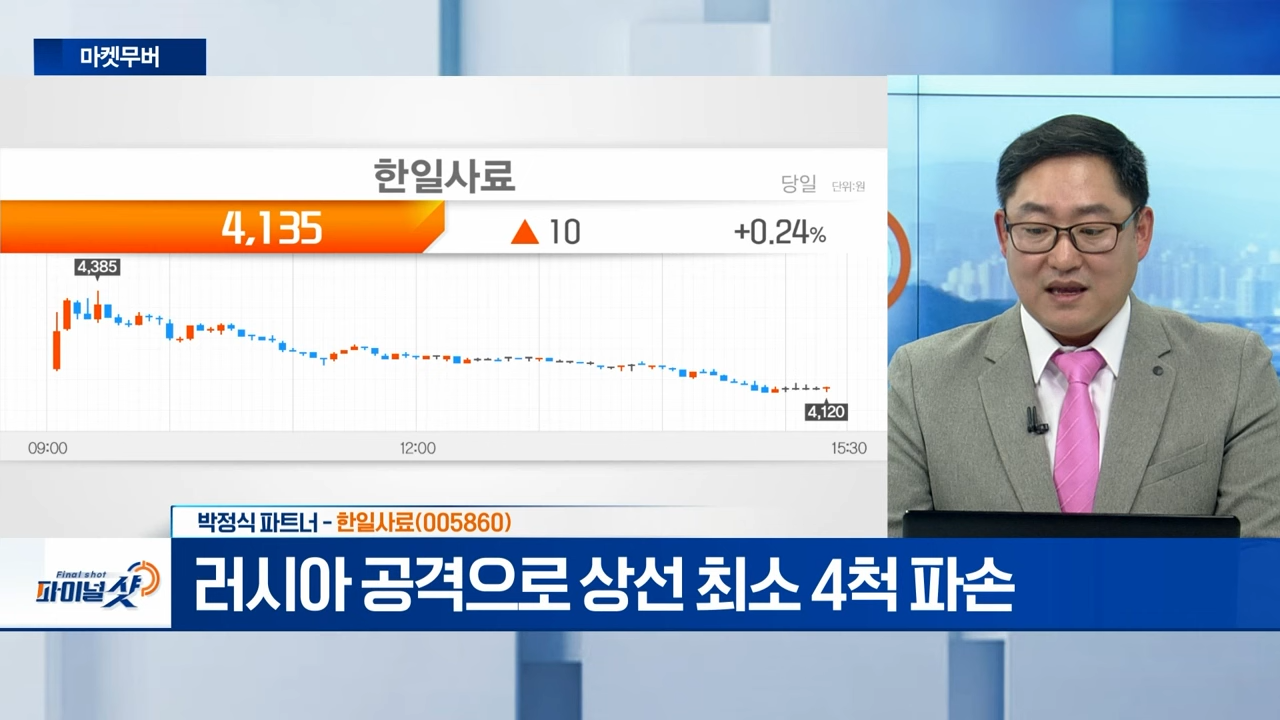 마켓무버
한일사료
당일 단위:원
4,135 ▲ 10 +0.24%
4,385
4,120
09:00 12:00 15:30
박정식 파트너 - 한일사료(005860)
Final shot
파이널샷
러시아 공격으로 상선 최소 4척 파손